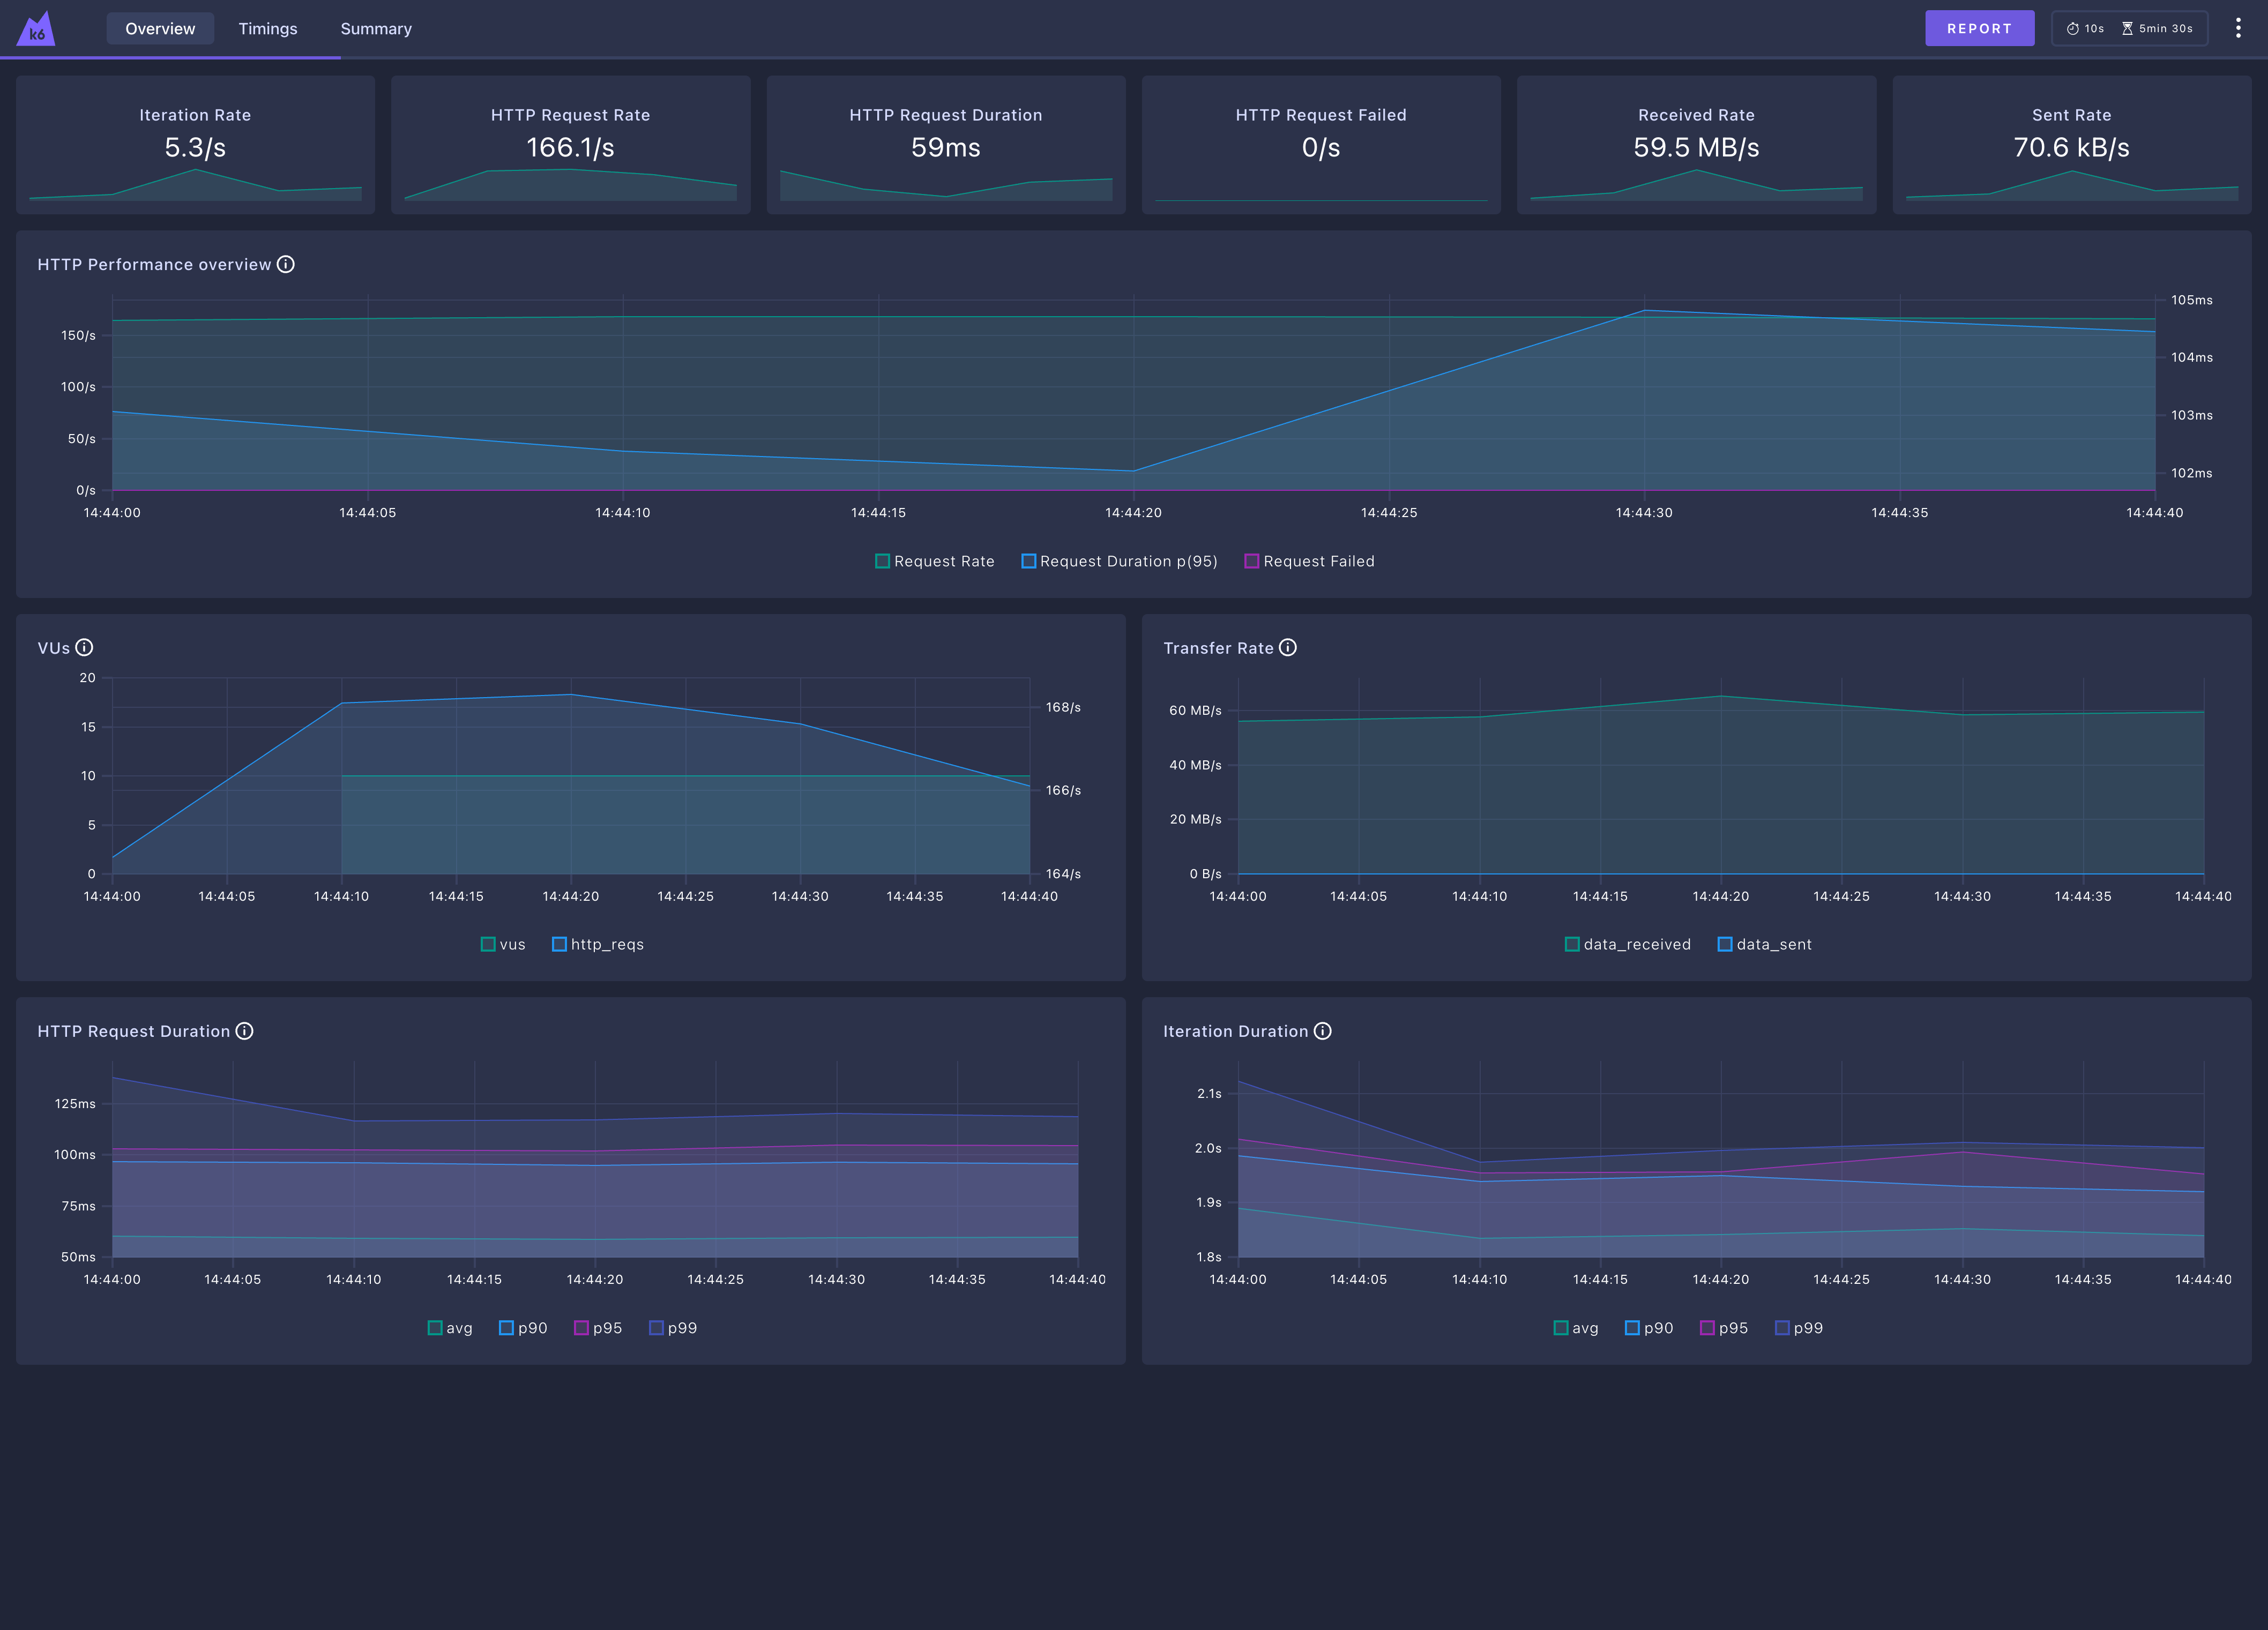 k6
Overview Timings Summary REPORT 10s 5min 30s
Iteration Rate
5.3/s
HTTP Request Rate
166.1/s
HTTP Request Duration
59ms
HTTP Request Failed
0/s
Received Rate
59.5 MB/s
Sent Rate
70.6 kB/s
HTTP Performance overview
105ms
150/s
104ms
100/s
103ms
50/s
102ms
0/s
14:44:00 14:44:05 14:44:10 14:44:15 14:44:20 14:44:25 14:44:30 14:44:35 14:44:40
Request Rate Request Duration p(95) Request Failed
VUs
20
168/s
15
10
166/s
5
0 164/s
14:44:00 14:44:05 14:44:10 14:44:15 14:44:20 14:44:25 14:44:30 14:44:35 14:44:40
vus http_reqs
Transfer Rate
60 MB/s
40 MB/s
20 MB/s
0 B/s
14:44:00 14:44:05 14:44:10 14:44:15 14:44:20 14:44:25 14:44:30 14:44:35 14:44:40
data_received data_sent
HTTP Request Duration
125ms
100ms
75ms
50ms
14:44:00 14:44:05 14:44:10 14:44:15 14:44:20 14:44:25 14:44:30 14:44:35 14:44:40
avg p90 p95 p99
Iteration Duration
2.1s
2.0s
1.9s
1.8s
14:44:00 14:44:05 14:44:10 14:44:15 14:44:20 14:44:25 14:44:30 14:44:35 14:44:40
avg p90 p95 p99